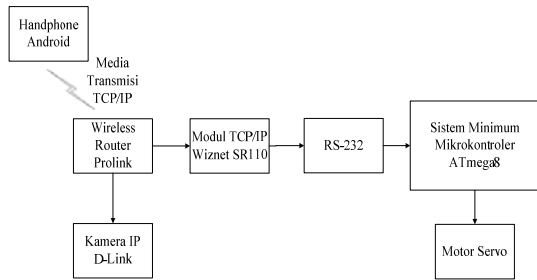 Handphone
Android
Media
Transmisi
TCP/IP
Wireless
Router
Prolink
Modul TCP/IP
Wiznet SR110
RS-232
Sistem Minimum
Mikrokontroler
ATmega8
Kamera IP
D-Link
Motor Servo